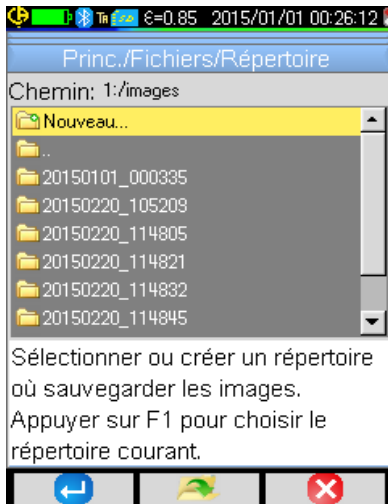 TA ε=0.85 2015/01/01 00:26:12
Princ./Fichiers/Répertoire
Chemin: 1:/images
Nouveau...
..
20150101_000335
20150220_105209
20150220_114805
20150220_114821
20150220_114832
20150220_114845
Sélectionner ou créer un répertoire
où sauvegarder les images.
Appuyer sur F1 pour choisir le
répertoire courant.